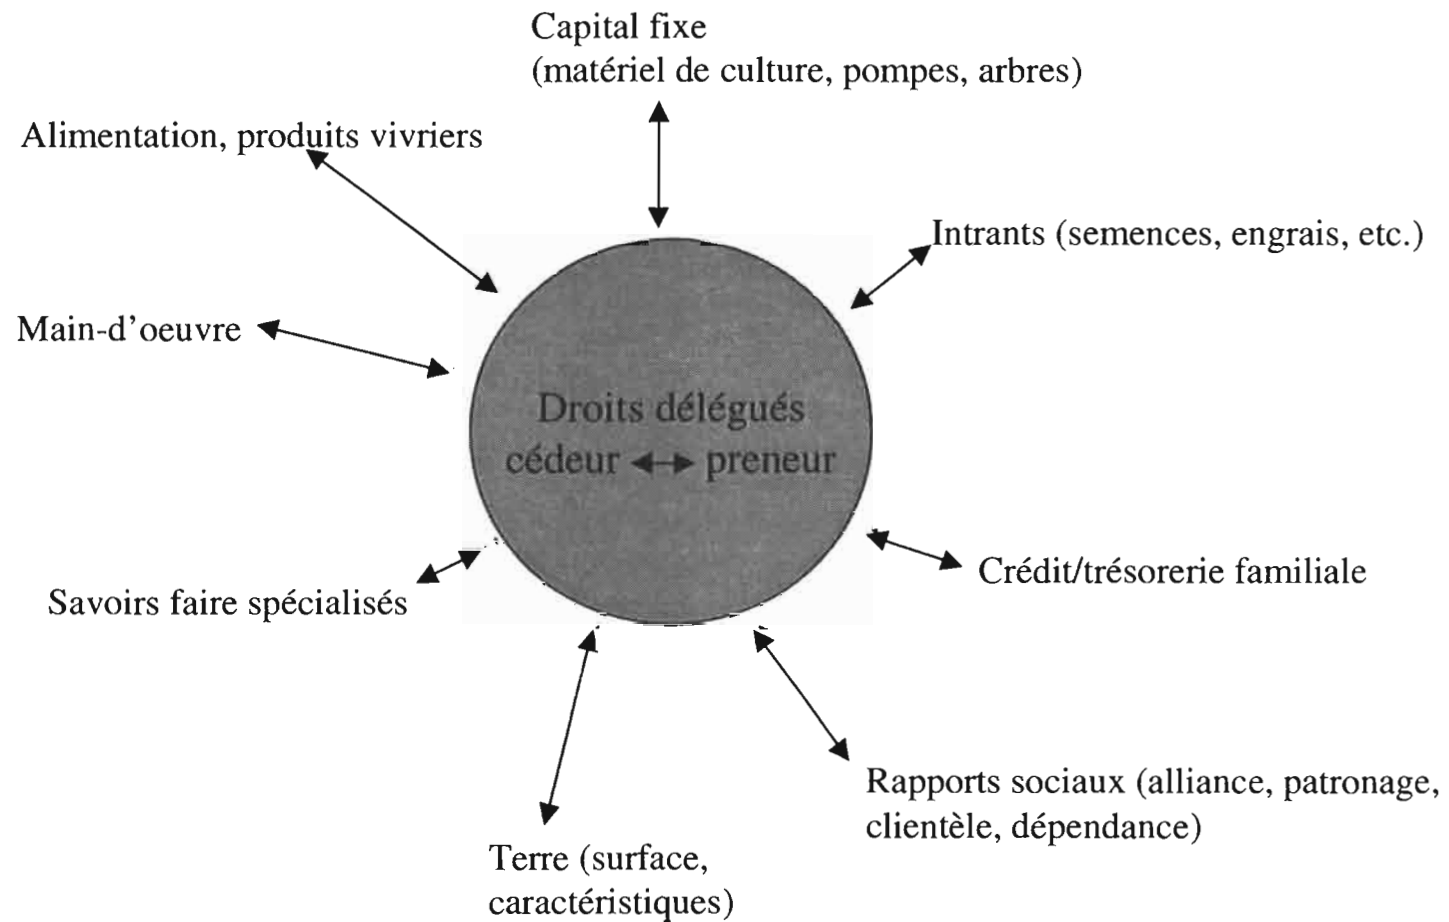 Capital fixe
(matériel de culture, pompes, arbres)
Alimentation, produits vivriers
Intrants (semences, engrais, etc.)
Main-d'oeuvre
Droits délégués
cédeur ↔ preneur
Crédit/trésorerie familiale
Savoirs faire spécialisés
Rapports sociaux (alliance, patronage,
clientèle, dépendance)
Terre (surface,
caractéristiques)